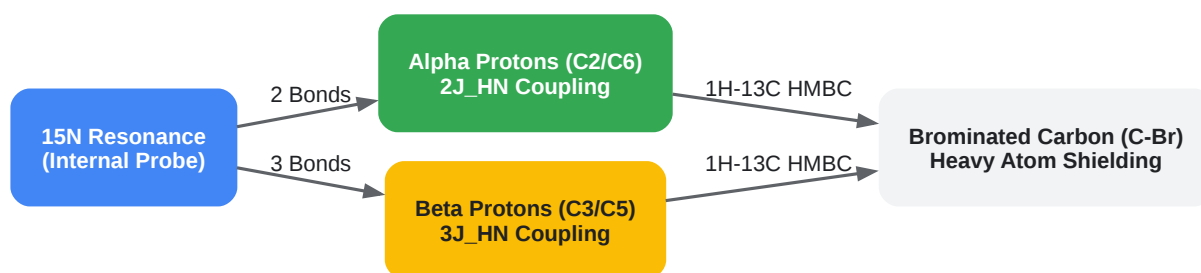 15N Resonance
(Internal Probe)
2 Bonds
3 Bonds
Alpha Protons (C2/C6)
2J_HN Coupling
Beta Protons (C3/C5)
3J_HN Coupling
1H-13C HMBC
1H-13C HMBC
Brominated Carbon (C-Br)
Heavy Atom Shielding